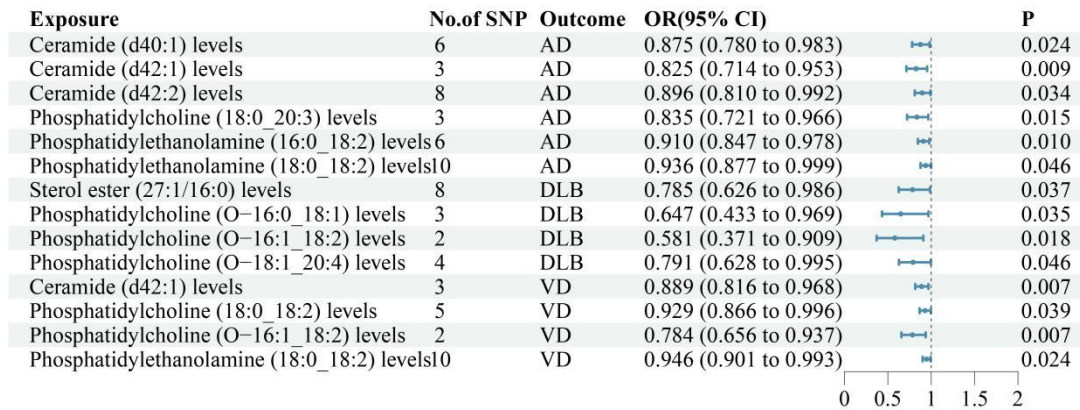 Exposure No.of SNP Outcome OR(95% CI) P
Ceramide (d40:1) levels 6 AD 0.875 (0.780 to 0.983) 0.024
Ceramide (d42:1) levels 3 AD 0.825 (0.714 to 0.953) 0.009
Ceramide (d42:2) levels 8 AD 0.896 (0.810 to 0.992) 0.034
Phosphatidylcholine (18:0_20:3) levels 3 AD 0.835 (0.721 to 0.966) 0.015
Phosphatidylethanolamine (16:0_18:2) levels 6 AD 0.910 (0.847 to 0.978) 0.010
Phosphatidylethanolamine (18:0_18:2) levels 10 AD 0.936 (0.877 to 0.999) 0.046
Sterol ester (27:1/16:0) levels 8 DLB 0.785 (0.626 to 0.986) 0.037
Phosphatidylcholine (O−16:0_18:1) levels 3 DLB 0.647 (0.433 to 0.969) 0.035
Phosphatidylcholine (O−16:1_18:2) levels 2 DLB 0.581 (0.371 to 0.909) 0.018
Phosphatidylcholine (O−18:1_20:4) levels 4 DLB 0.791 (0.628 to 0.995) 0.046
Ceramide (d42:1) levels 3 VD 0.889 (0.816 to 0.968) 0.007
Phosphatidylcholine (18:0_18:2) levels 5 VD 0.929 (0.866 to 0.996) 0.039
Phosphatidylcholine (O−16:1_18:2) levels 2 VD 0.784 (0.656 to 0.937) 0.007
Phosphatidylethanolamine (18:0_18:2) levels 10 VD 0.946 (0.901 to 0.993) 0.024
0 0.5 1 1.5 2